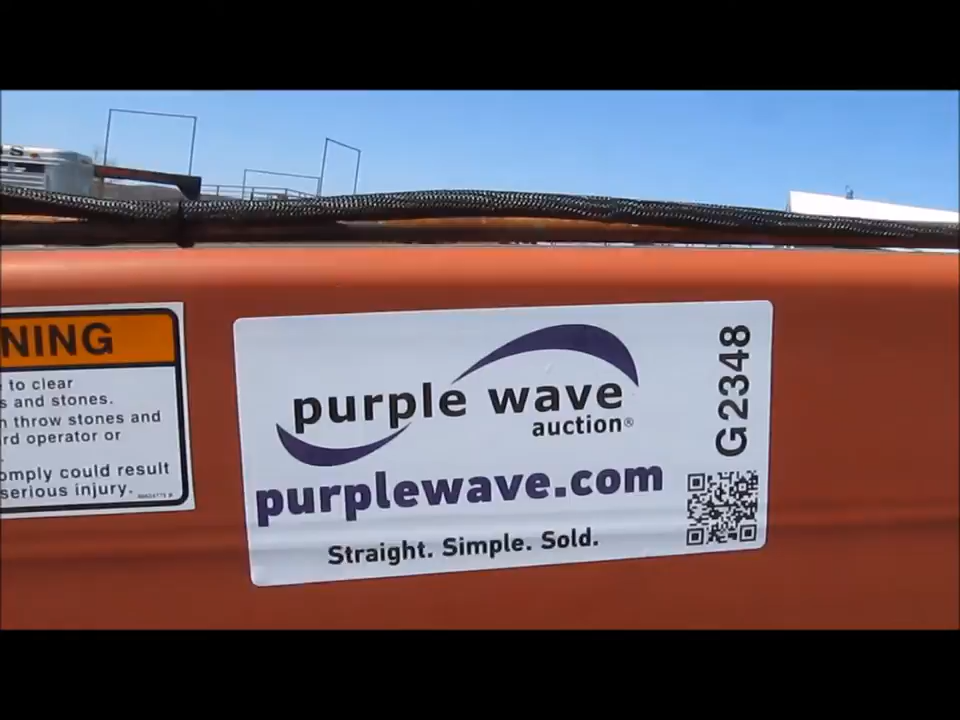 NING
to clear
s and stones.
throw stones and
rd operator or
omply could result
serious injury.
purple wave
auction®
purplewave.com
Straight. Simple. Sold.
G2348